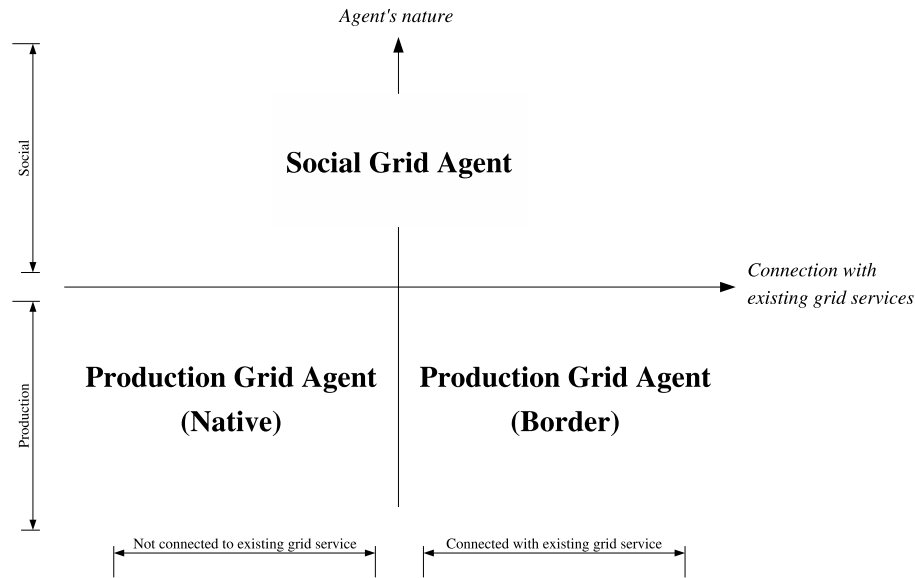 Agent's nature
Social
Social Grid Agent
Connection with
existing grid services
Production
Production Grid Agent
(Native)
Production Grid Agent
(Border)
Not connected to existing grid service
Connected with existing grid service